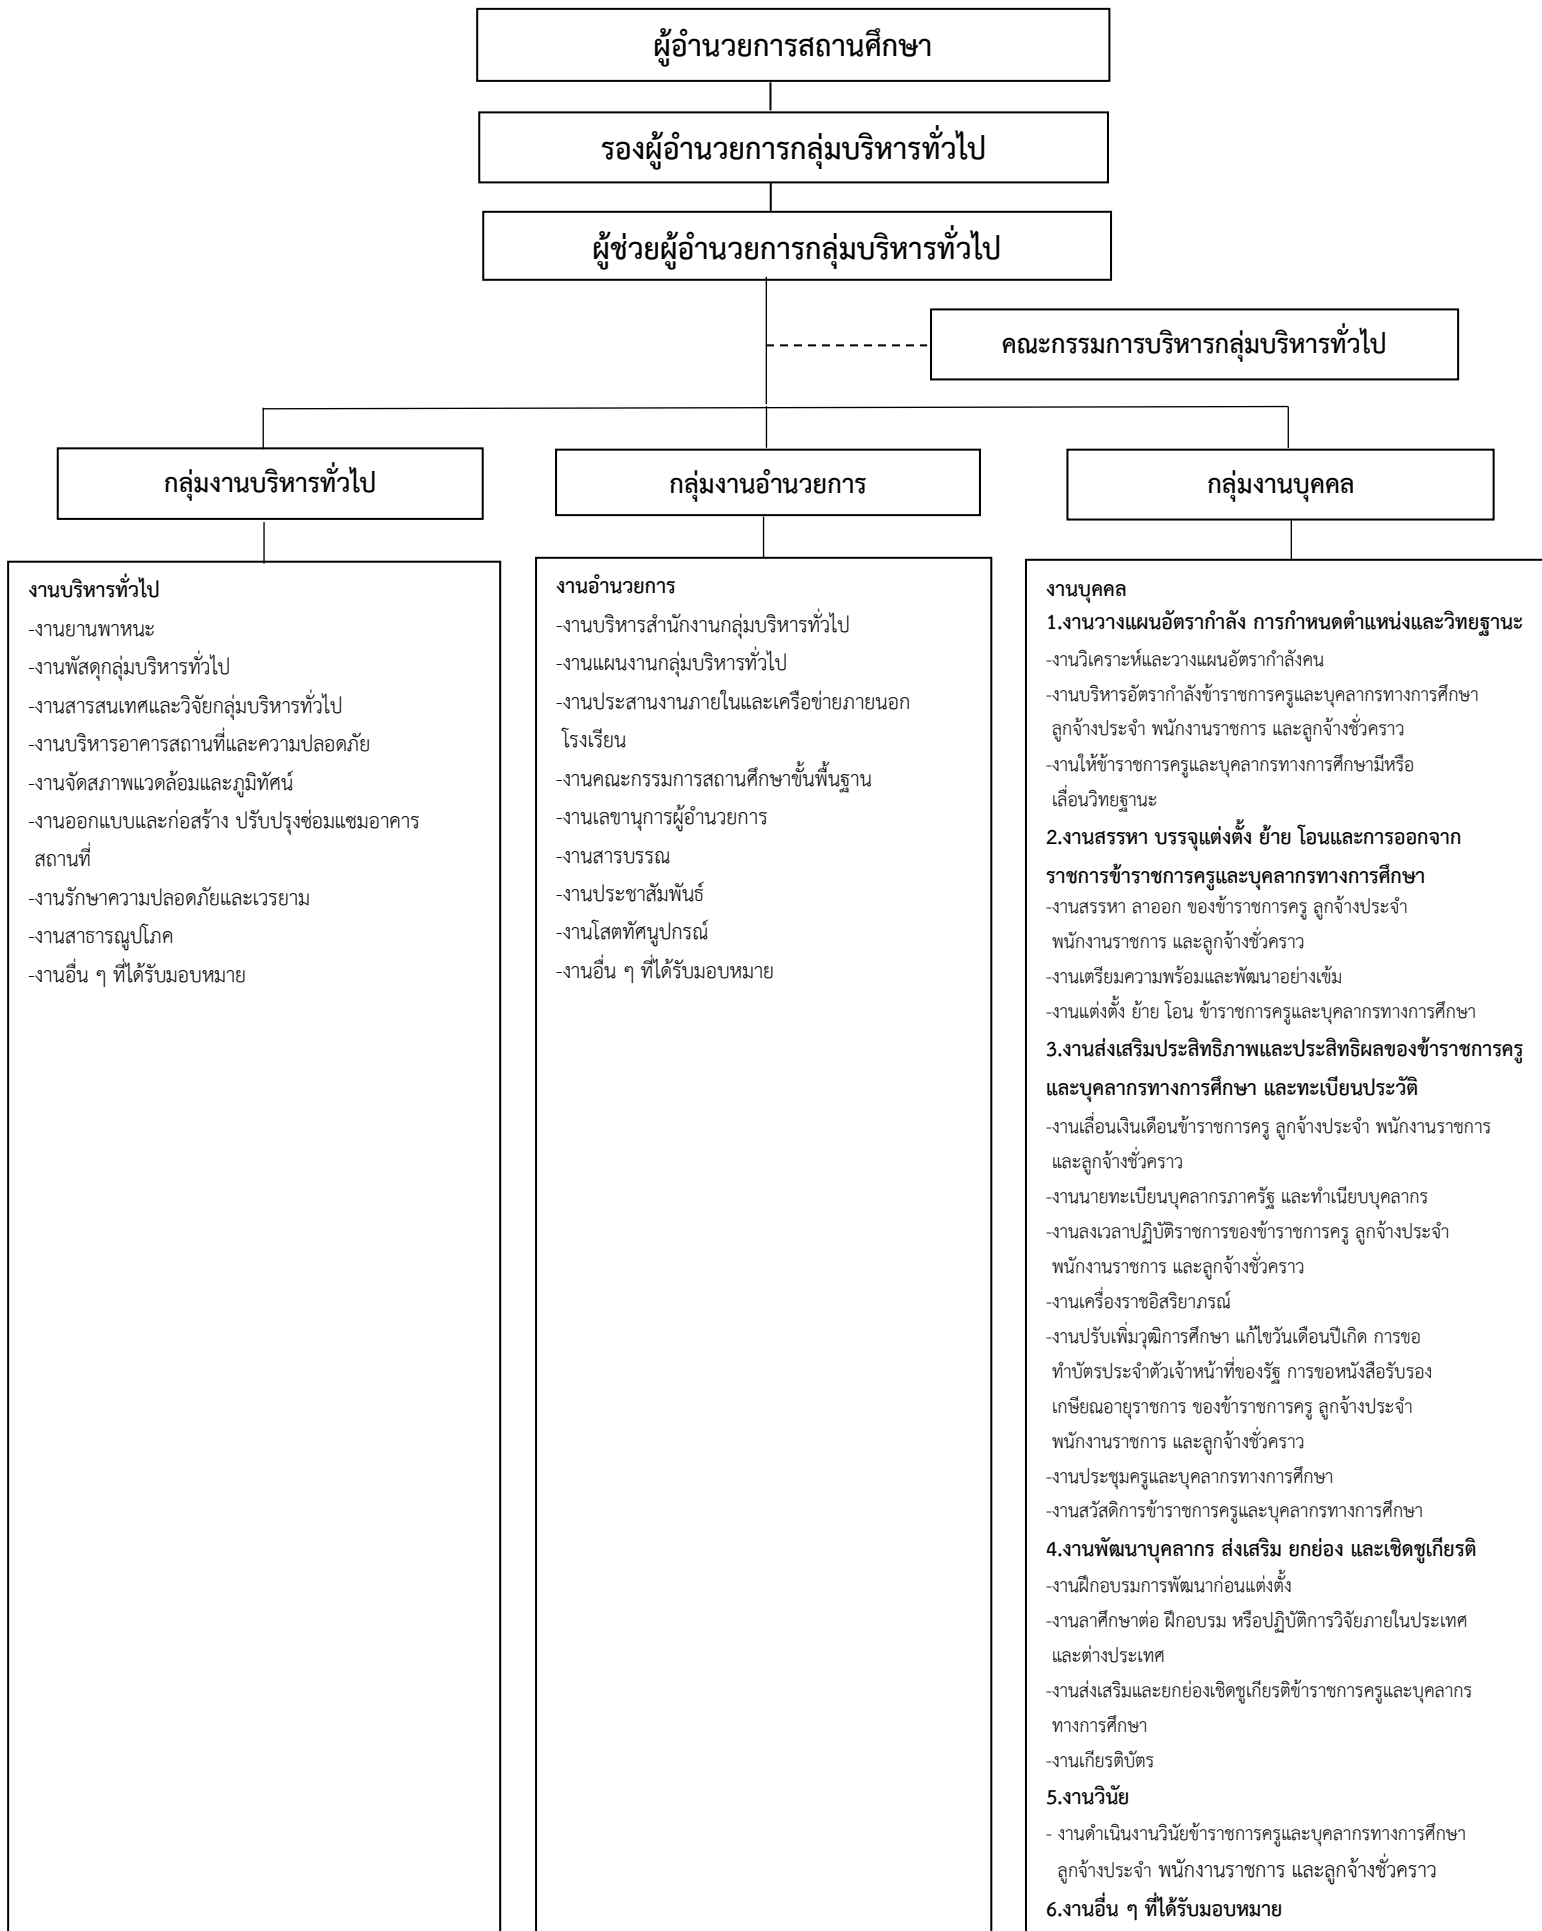 ผู้อำนวยการสถานศึกษา
รองผู้อำนวยการกลุ่มบริหารทั่วไป
ผู้ช่วยผู้อำนวยการกลุ่มบริหารทั่วไป
คณะกรรมการบริหารกลุ่มบริหารทั่วไป
กลุ่มงานบริหารทั่วไป
กลุ่มงานอำนวยการ
กลุ่มงานบุคคล
งานบริหารทั่วไป
-งานยานพาหนะ
-งานพัสดุกลุ่มบริหารทั่วไป
-งานสารสนเทศและวิจัยกลุ่มบริหารทั่วไป
-งานบริหารอาคารสถานที่และความปลอดภัย
-งานจัดสภาพแวดล้อมและภูมิทัศน์
-งานออกแบบและก่อสร้าง ปรับปรุงซ่อมแซมอาคาร
สถานที่
-งานรักษาความปลอดภัยและเวรยาม
-งานสาธารณูปโภค
-งานอื่น ๆ ที่ได้รับมอบหมาย
งานอำนวยการ
-งานบริหารสำนักงานกลุ่มบริหารทั่วไป
-งานแผนงานกลุ่มบริหารทั่วไป
-งานประสานงานภายในและเครือข่ายภายนอก
โรงเรียน
-งานคณะกรรมการสถานศึกษาขั้นพื้นฐาน
-งานเลขานุการผู้อำนวยการ
-งานสารบรรณ
-งานประชาสัมพันธ์
-งานโสตทัศนูปกรณ์
-งานอื่น ๆ ที่ได้รับมอบหมาย
งานบุคคล
1.งานวางแผนอัตรากำลัง การกำหนดตำแหน่งและวิทยฐานะ
-งานวิเคราะห์และวางแผนอัตรากำลังคน
-งานบริหารอัตรากำลังข้าราชการครูและบุคลากรทางการศึกษา
ลูกจ้างประจำ พนักงานราชการ และลูกจ้างชั่วคราว
-งานให้ข้าราชการครูและบุคลากรทางการศึกษามีหรือ
เลื่อนวิทยฐานะ
2.งานสรรหา บรรจุแต่งตั้ง ย้าย โอนและการออกจาก
ราชการข้าราชการครูและบุคลากรทางการศึกษา
-งานสรรหา ลาออก ของข้าราชการครู ลูกจ้างประจำ
พนักงานราชการ และลูกจ้างชั่วคราว
-งานเตรียมความพร้อมและพัฒนาอย่างเข้ม
-งานแต่งตั้ง ย้าย โอน ข้าราชการครูและบุคลากรทางการศึกษา
3.งานส่งเสริมประสิทธิภาพและประสิทธิผลของข้าราชการครู
และบุคลากรทางการศึกษา และทะเบียนประวัติ
-งานเลื่อนเงินเดือนข้าราชการครู ลูกจ้างประจำ พนักงานราชการ
และลูกจ้างชั่วคราว
-งานนายทะเบียนบุคลากรภาครัฐ และทำเนียบบุคลากร
-งานลงเวลาปฏิบัติราชการของข้าราชการครู ลูกจ้างประจำ
พนักงานราชการ และลูกจ้างชั่วคราว
-งานเครื่องราชอิสริยาภรณ์
-งานปรับเพิ่มวุฒิการศึกษา แก้ไขวันเดือนปีเกิด การขอ
ทำบัตรประจำตัวเจ้าหน้าที่ของรัฐ การขอหนังสือรับรอง
เกษียณอายุราชการ ของข้าราชการครู ลูกจ้างประจำ
พนักงานราชการ และลูกจ้างชั่วคราว
-งานประชุมครูและบุคลากรทางการศึกษา
-งานสวัสดิการข้าราชการครูและบุคลากรทางการศึกษา
4.งานพัฒนาบุคลากร ส่งเสริม ยกย่อง และเชิดชูเกียรติ
-งานฝึกอบรมการพัฒนาก่อนแต่งตั้ง
-งานลาศึกษาต่อ ฝึกอบรม หรือปฏิบัติการวิจัยภายในประเทศ
และต่างประเทศ
-งานส่งเสริมและยกย่องเชิดชูเกียรติข้าราชการครูและบุคลากร
ทางการศึกษา
-งานเกียรติบัตร
5.งานวินัย
- งานดำเนินงานวินัยข้าราชการครูและบุคลากรทางการศึกษา
ลูกจ้างประจำ พนักงานราชการ และลูกจ้างชั่วคราว
6.งานอื่น ๆ ที่ได้รับมอบหมาย